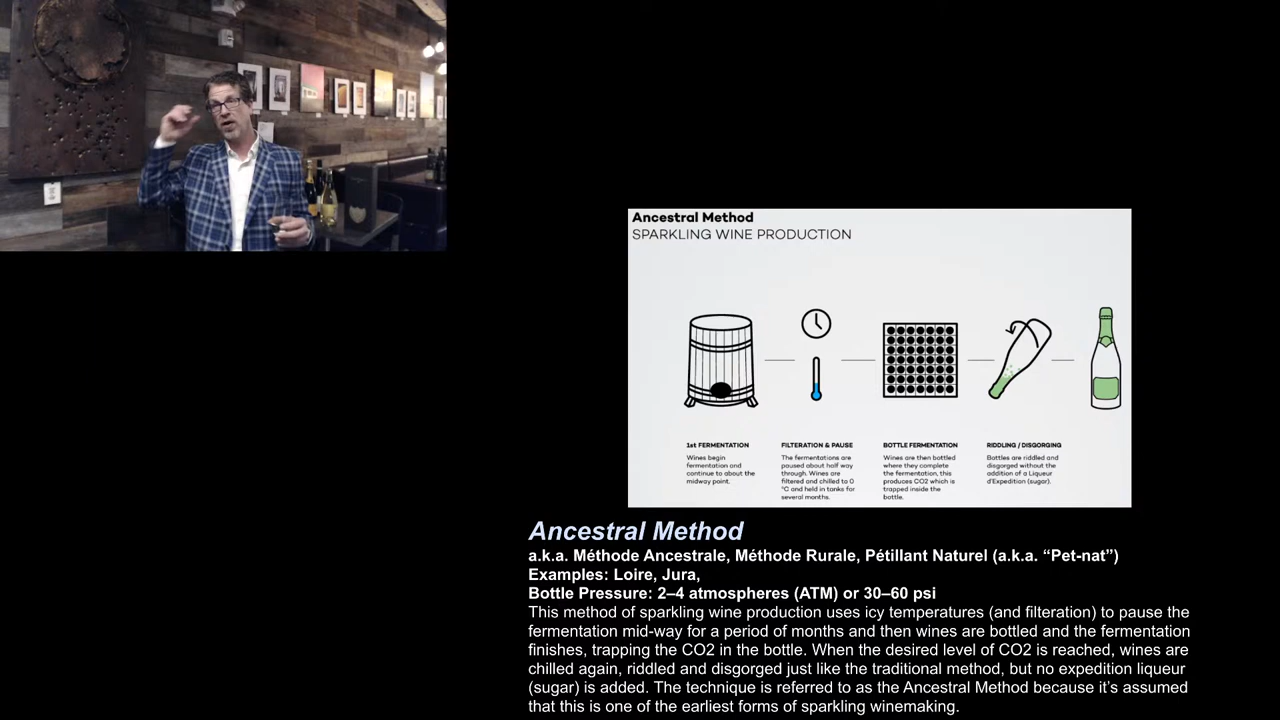 Ancestral Method
SPARKLING WINE PRODUCTION
1st FERMENTATION
Wines begin
fermentation and
continue to about the
midway point.
FILTERATION & PAUSE
The fermentations are
paused about half way
through. Wines are
filtered and chilled to 0
°C and held in tanks for
several months.
BOTTLE FERMENTATION
Wines are then bottled
where they complete
the fermentation, this
produces CO2 which is
trapped inside the
bottle.
RIDDLING / DISGORGING
Bottles are riddled and
disgorged without the
addition of a Liqueur
d'Expedition (sugar).
Ancestral Method
a.k.a. Méthode Ancestrale, Méthode Rurale, Pétillant Naturel (a.k.a. “Pet-nat”)
Examples: Loire, Jura,
Bottle Pressure: 2–4 atmospheres (ATM) or 30–60 psi
This method of sparkling wine production uses icy temperatures (and filteration) to pause the
fermentation mid-way for a period of months and then wines are bottled and the fermentation
finishes, trapping the CO2 in the bottle. When the desired level of CO2 is reached, wines are
chilled again, riddled and disgorged just like the traditional method, but no expedition liqueur
(sugar) is added. The technique is referred to as the Ancestral Method because it’s assumed
that this is one of the earliest forms of sparkling winemaking.